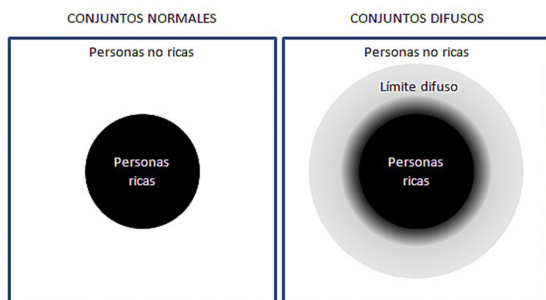 CONJUNTOS NORMALES
Personas no ricas
Personas
ricas
CONJUNTOS DIFUSOS
Personas no ricas
Límite difuso
Personas
ricas